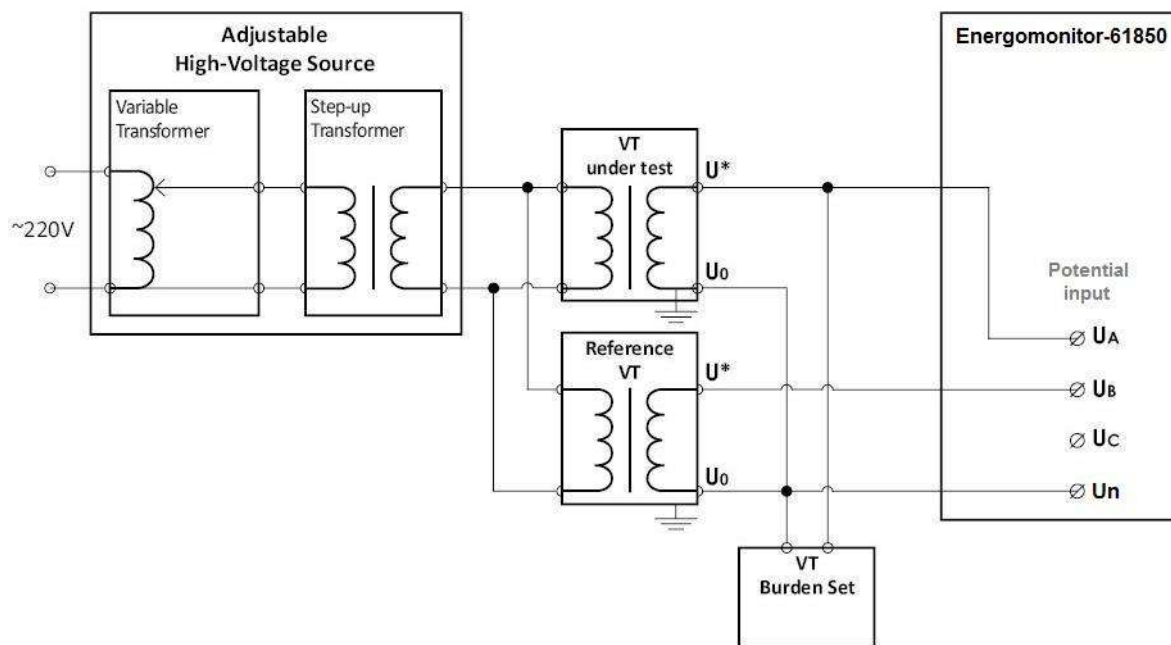 Adjustable
High-Voltage Source
Energomonitor-61850
Variable
Transformer
Step-up
Transformer
VT
under test
U*
~220V
U0
Potential
input
UA
Reference
VT
U*
UB
UC
U0
Un
VT
Burden Set